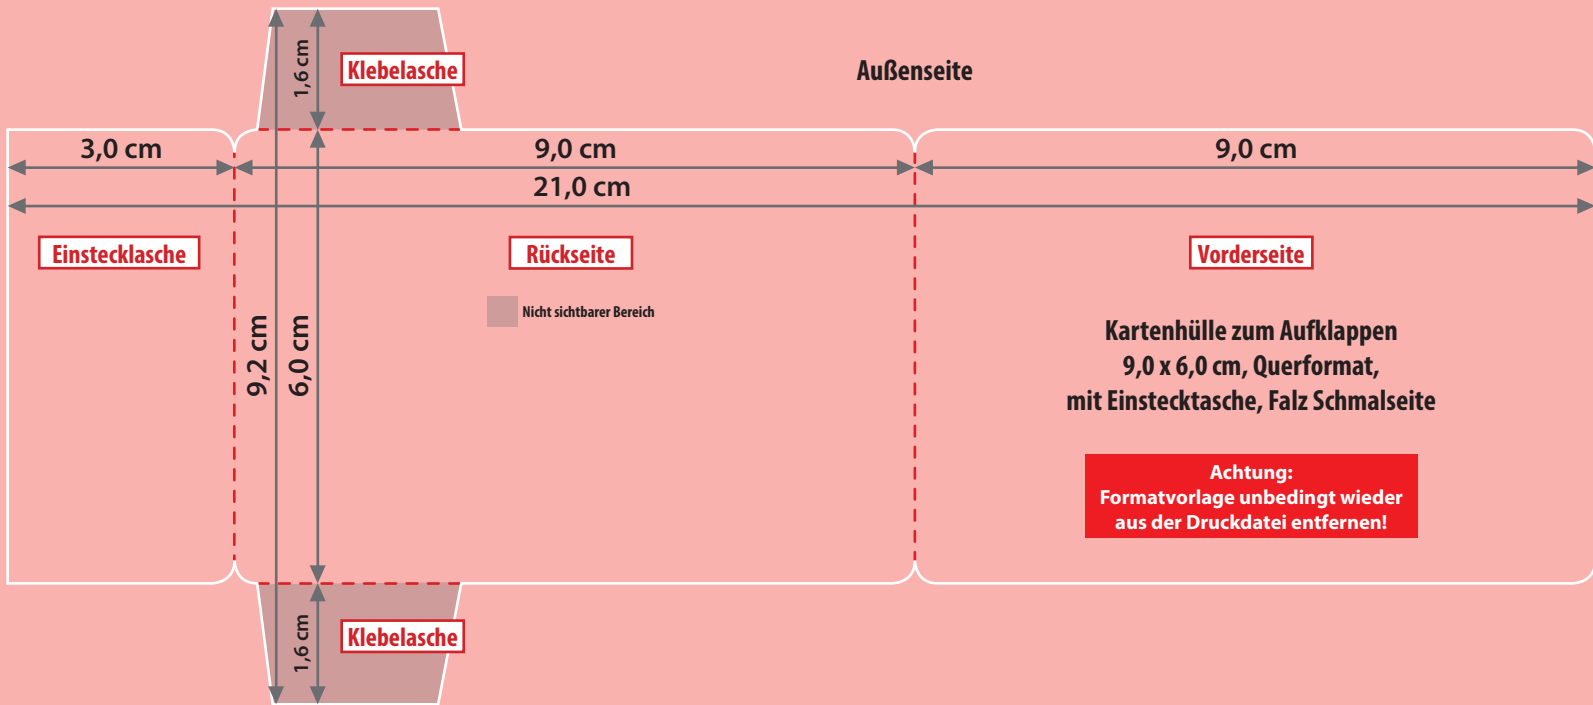 1,6 cm
Klebelasche
Außenseite
3,0 cm
9,0 cm
9,0 cm
21,0 cm
Einstecklasche
Rückseite
Vorderseite
Nicht sichtbarer Bereich
9,2 cm
6,0 cm
Kartenhülle zum Aufklappen
9,0 x 6,0 cm, Querformat,
mit Einstecktasche, Falz Schmalseite
Achtung:
Formatvorlage unbedingt wieder
aus der Druckdatei entfernen!
1,6 cm
Klebelasche